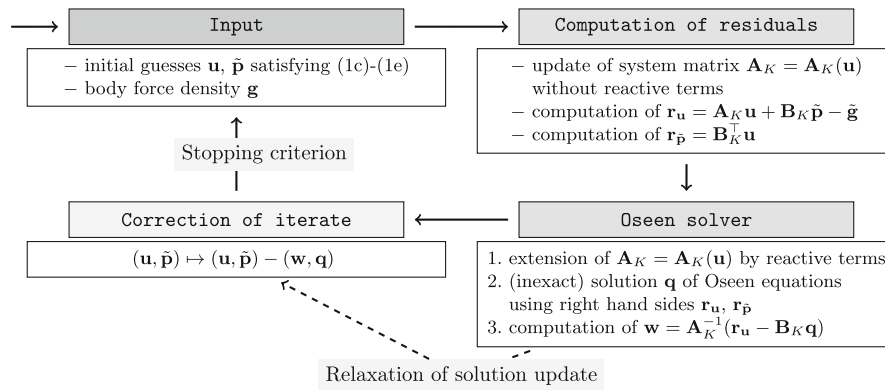 Input
– initial guesses u, p̃ satisfying (1c)-(1e)
– body force density g
Computation of residuals
– update of system matrix A_K = A_K(u)
without reactive terms
– computation of r_u = A_K u + B_K p̃ − g̃
– computation of r_p̃ = B_K^⊤ u
Stopping criterion
Correction of iterate
(u, p̃) ↦ (u, p̃) − (w, q)
Oseen solver
1. extension of A_K = A_K(u) by reactive terms
2. (inexact) solution q of Oseen equations
using right hand sides r_u, r_p̃
3. computation of w = A_K^{−1}(r_u − B_K q)
Relaxation of solution update